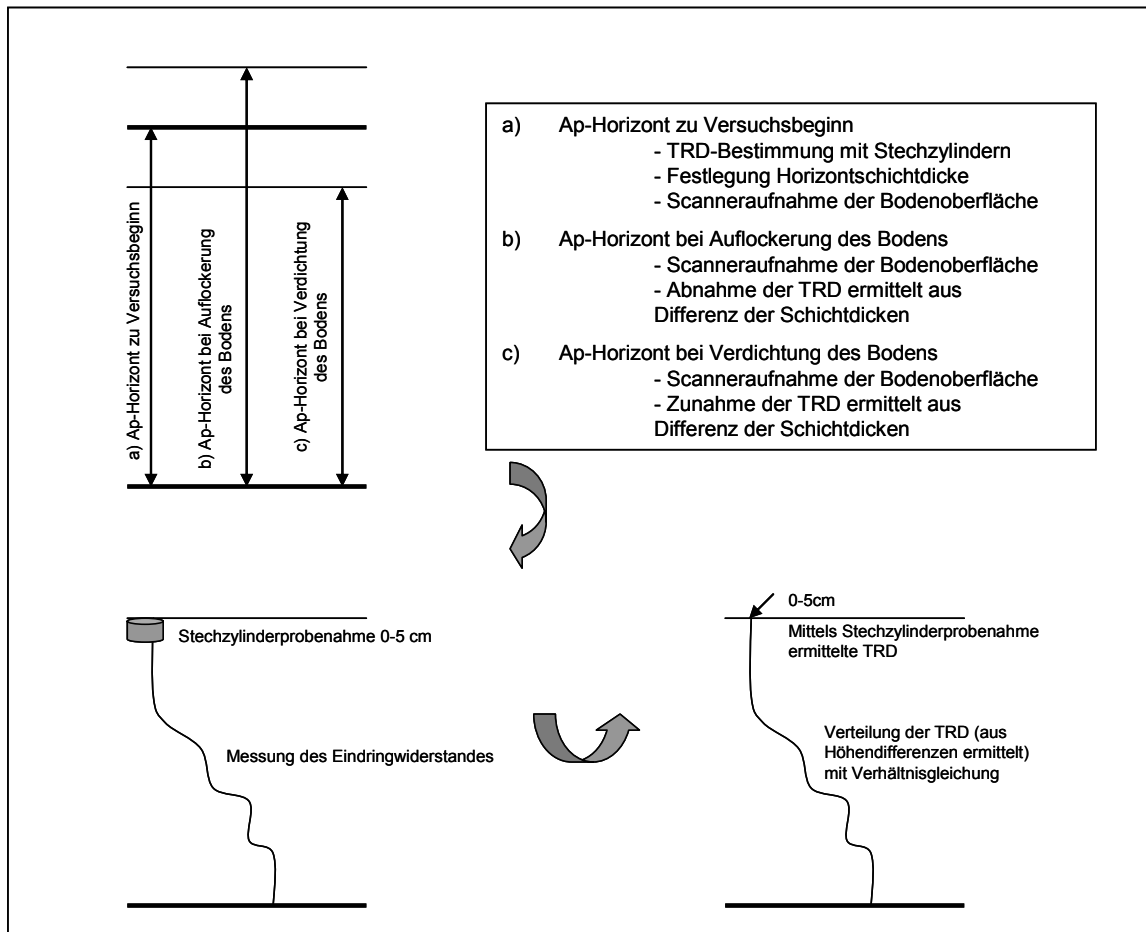 a) Ap-Horizont zu Versuchsbeginn
b) Ap-Horizont bei Auflockerung
des Bodens
c) Ap-Horizont bei Verdichtung
des Bodens
a) Ap-Horizont zu Versuchsbeginn
- TRD-Bestimmung mit Stechzylindern
- Festlegung Horizontschichtdicke
- Scanneraufnahme der Bodenoberfläche
b) Ap-Horizont bei Auflockerung des Bodens
- Scanneraufnahme der Bodenoberfläche
- Abnahme der TRD ermittelt aus
Differenz der Schichtdicken
c) Ap-Horizont bei Verdichtung des Bodens
- Scanneraufnahme der Bodenoberfläche
- Zunahme der TRD ermittelt aus
Differenz der Schichtdicken
Stechzylinderprobenahme 0-5 cm
Messung des Eindringwiderstandes
0-5cm
Mittels Stechzylinderprobenahme
ermittelte TRD
Verteilung der TRD (aus
Höhendifferenzen ermittelt)
mit Verhältnisgleichung